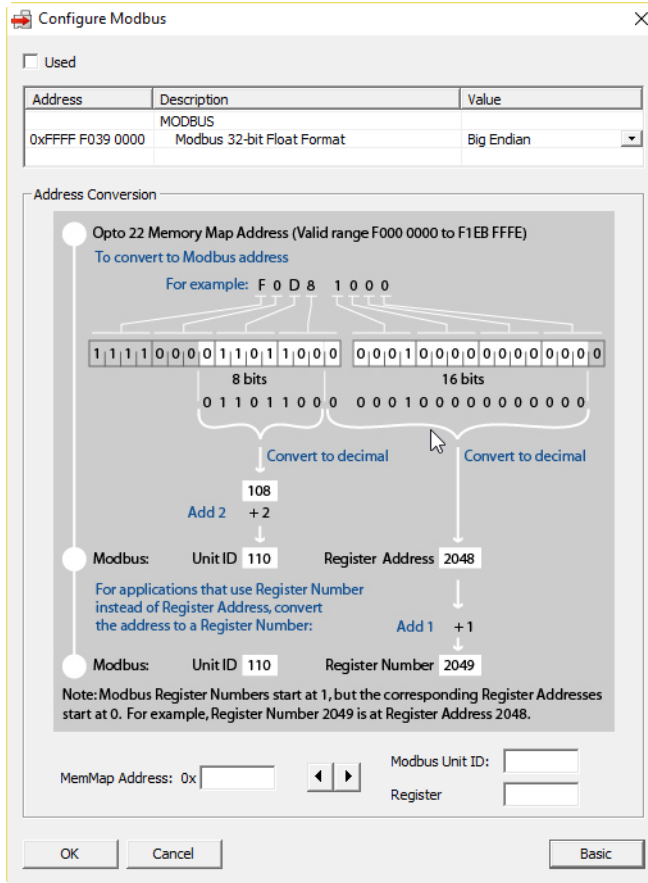 Configure Modbus
Used
Address Description Value
MODBUS
0xFFFF F039 0000 Modbus 32-bit Float Format Big Endian
Address Conversion
Opto 22 Memory Map Address (Valid range F000 0000 to F1EB FFFE)
To convert to Modbus address
For example: F 0 D 8 1 0 0 0
1 1 1 1 0 0 0 0 1 1 0 1 1 0 0 0 0 0 0 1 0 0 0 0 0 0 0 0 0 0 0 0
8 bits 16 bits
0 1 1 0 1 1 0 0 0 0 0 0 1 0 0 0 0 0 0 0 0 0 0 0
Convert to decimal Convert to decimal
108
Add 2 + 2
Modbus: Unit ID 110 Register Address 2048
For applications that use Register Number
instead of Register Address, convert
the address to a Register Number: Add 1 + 1
Modbus: Unit ID 110 Register Number 2049
Note: Modbus Register Numbers start at 1, but the corresponding Register Addresses
start at 0. For example, Register Number 2049 is at Register Address 2048.
MemMap Address: 0x
Modbus Unit ID:
Register
OK Cancel Basic